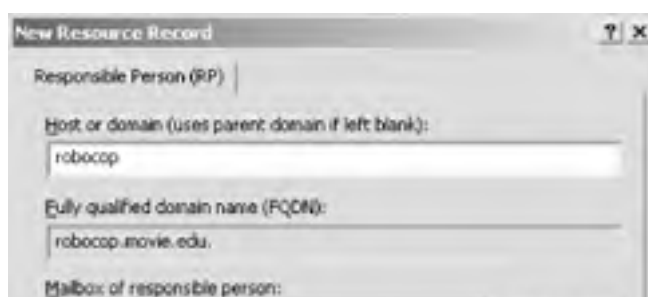 New Resource Record
Responsible Person (RP)
Host or domain (uses parent domain if left blank):
robocop
Fully qualified domain name (FQDN):
robocop.movie.edu.
Mailbox of responsible person: